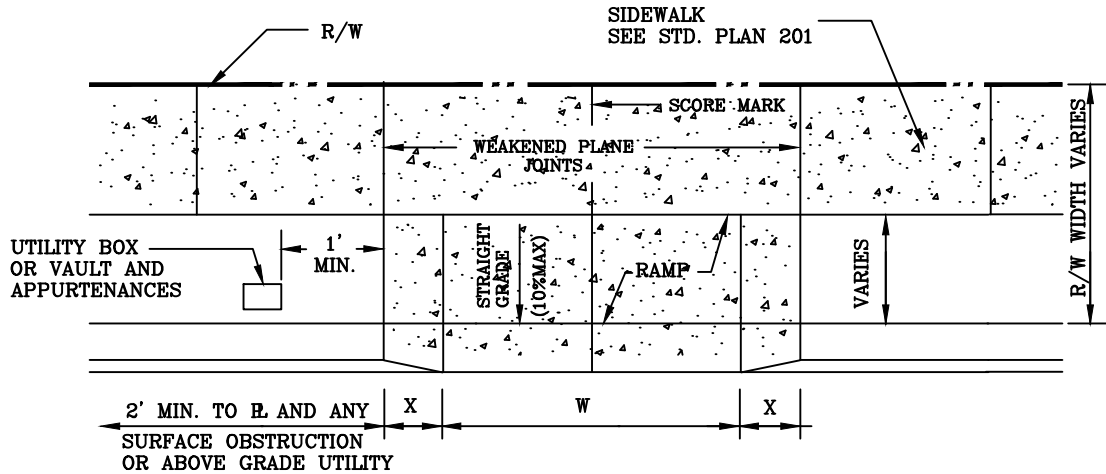 R/W
SIDEWALK
SEE STD. PLAN 201
SCORE MARK
WEAKENED PLANE
JOINTS
R/W WIDTH VARIES
UTILITY BOX
OR VAULT AND
APPURTENANCES
1'
MIN.
STRAIGHT
GRADE
(10%MAX)
RAMP
VARIES
2' MIN. TO PL AND ANY
SURFACE OBSTRUCTION
OR ABOVE GRADE UTILITY
X
W
X